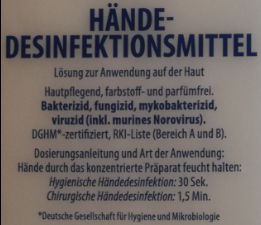 HÄNDE-
DESINFEKTIONSMITTEL
Lösung zur Anwendung auf der Haut
Hautpflegend, farbstoff- und parfümfrei.
Bakterizid, fungizid, mykobakterizid,
viruzid (inkl. murines Norovirus).
DGHM*-zertifiziert, RKI-Liste (Bereich A und B).
Dosierungsanleitung und Art der Anwendung:
Hände durch das konzentrierte Präparat feucht halten:
Hygienische Händedesinfektion: 30 Sek.
Chirurgische Händedesinfektion: 1,5 Min.
*Deutsche Gesellschaft für Hygiene und Mikrobiologie